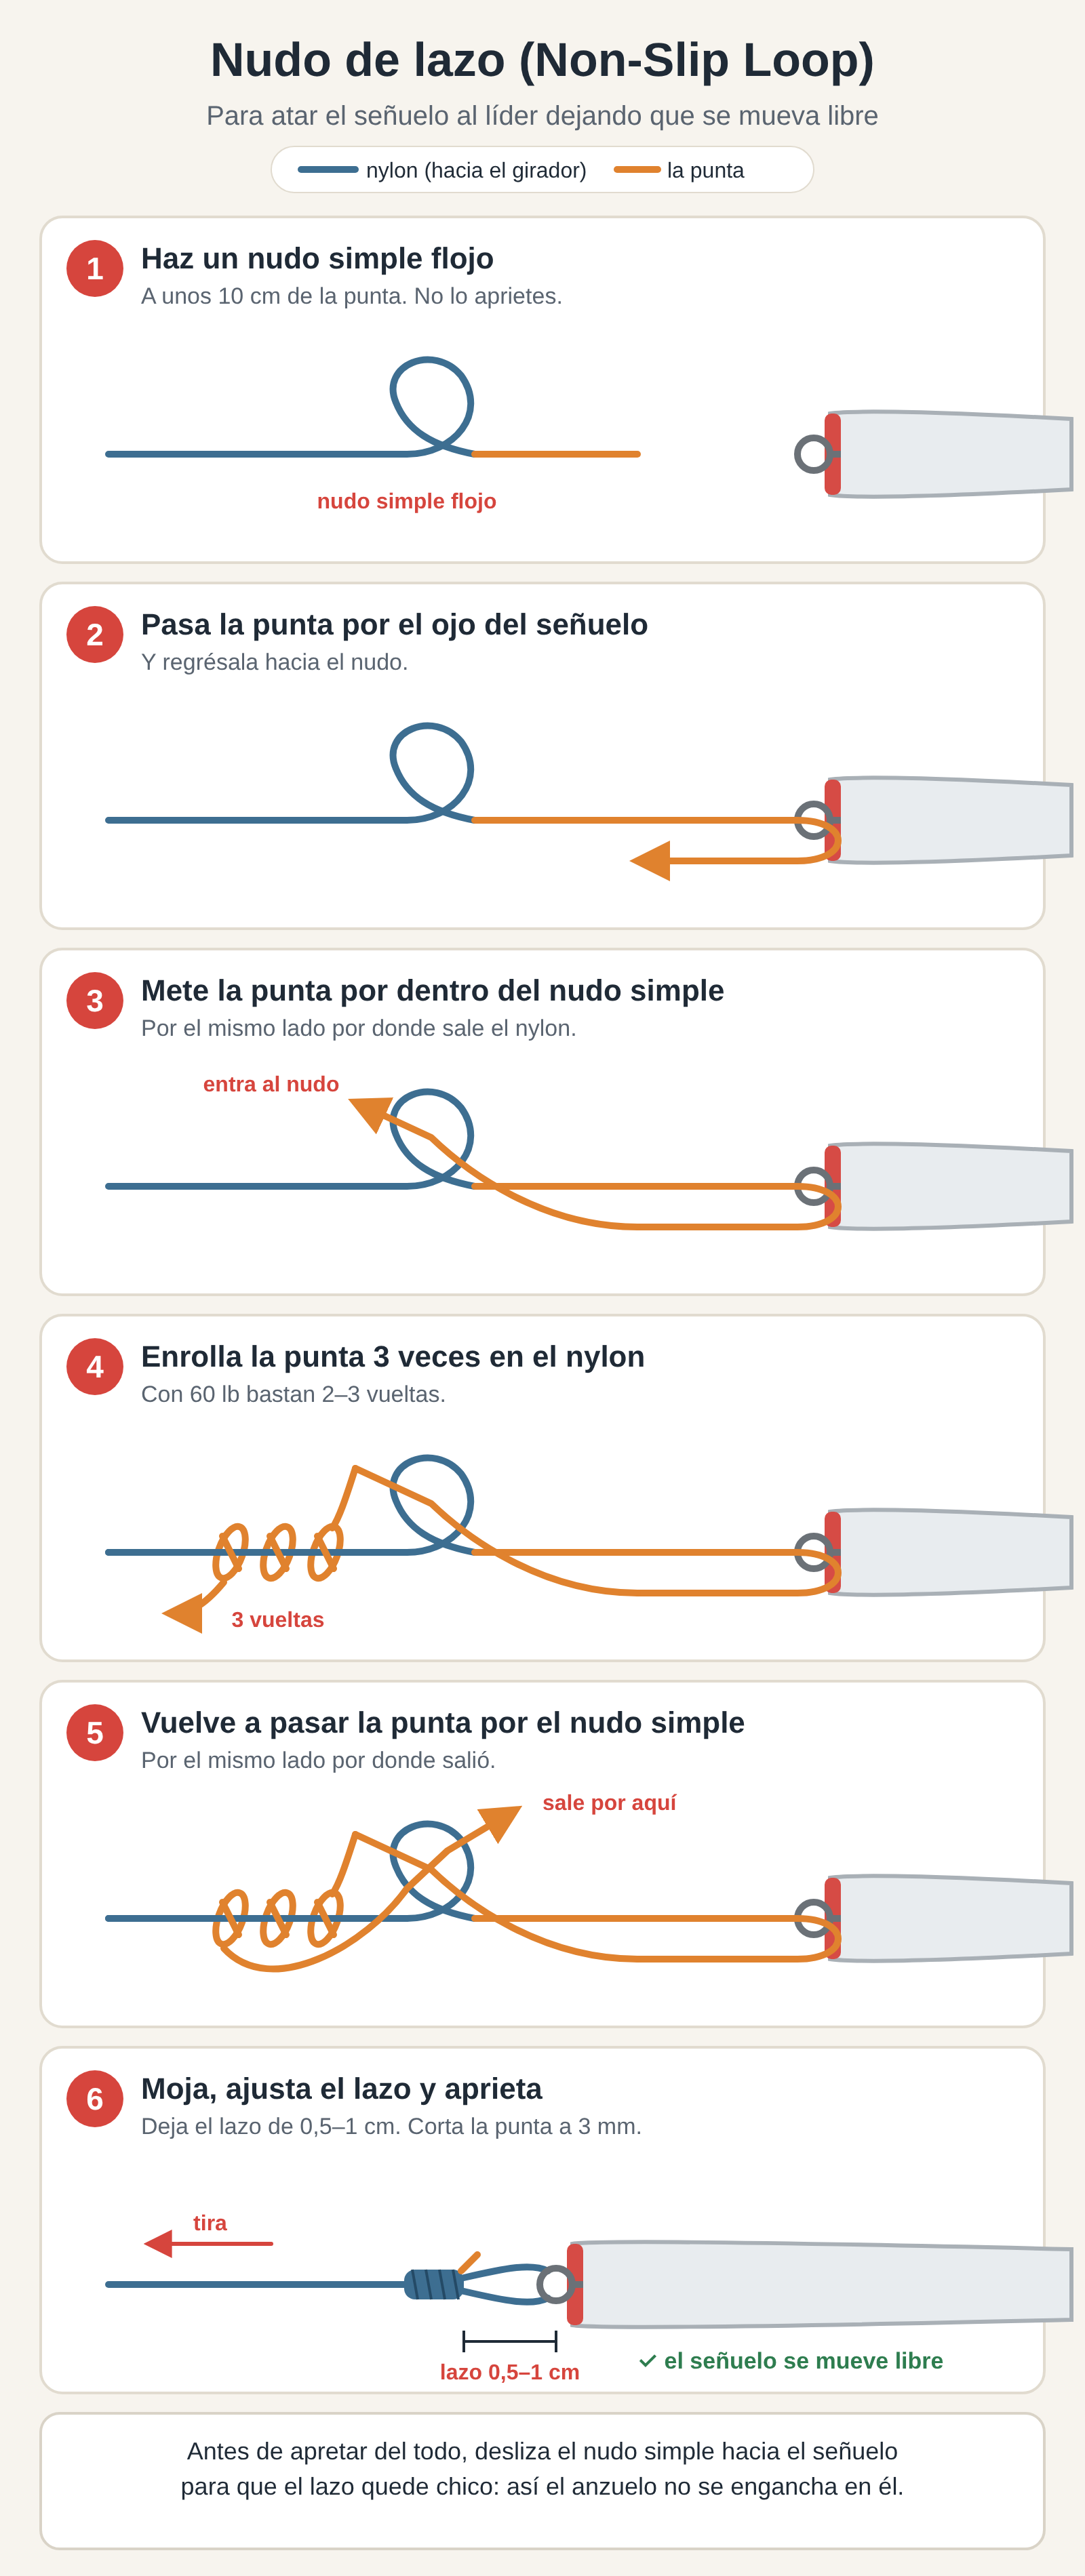 Nudo de lazo (Non-Slip Loop)
Para atar el señuelo al líder dejando que se mueva libre
nylon (hacia el girador) la punta
1 Haz un nudo simple flojo
A unos 10 cm de la punta. No lo aprietes.
nudo simple flojo
2 Pasa la punta por el ojo del señuelo
Y regrésala hacia el nudo.
3 Mete la punta por dentro del nudo simple
Por el mismo lado por donde sale el nylon.
entra al nudo
4 Enrolla la punta 3 veces en el nylon
Con 60 lb bastan 2–3 vueltas.
3 vueltas
5 Vuelve a pasar la punta por el nudo simple
Por el mismo lado por donde salió.
sale por aquí
6 Moja, ajusta el lazo y aprieta
Deja el lazo de 0,5–1 cm. Corta la punta a 3 mm.
tira
✓ el señuelo se mueve libre
lazo 0,5–1 cm
Antes de apretar del todo, desliza el nudo simple hacia el señuelo
para que el lazo quede chico: así el anzuelo no se engancha en él.